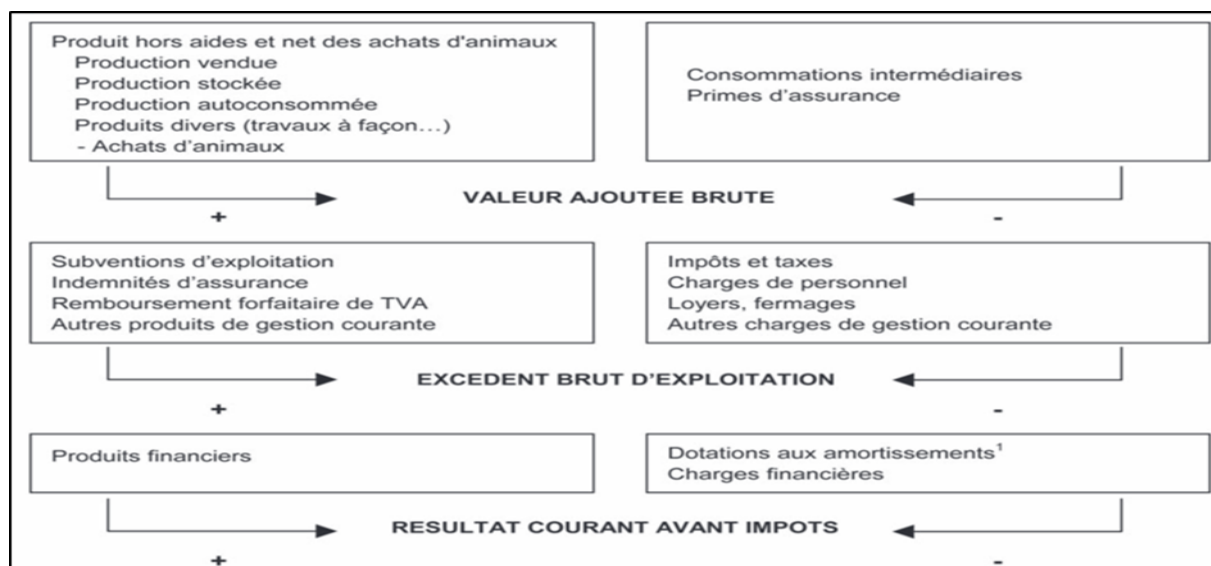 Produit hors aides et net des achats d'animaux
Production vendue
Production stockée
Production autoconsommée
Produits divers (travaux à façon…)
- Achats d'animaux
Consommations intermédiaires
Primes d'assurance
VALEUR AJOUTEE BRUTE
+
-
Subventions d'exploitation
Indemnités d'assurance
Remboursement forfaitaire de TVA
Autres produits de gestion courante
Impôts et taxes
Charges de personnel
Loyers, fermages
Autres charges de gestion courante
EXCEDENT BRUT D'EXPLOITATION
+
-
Produits financiers
Dotations aux amortissements¹
Charges financières
RESULTAT COURANT AVANT IMPOTS
+
-